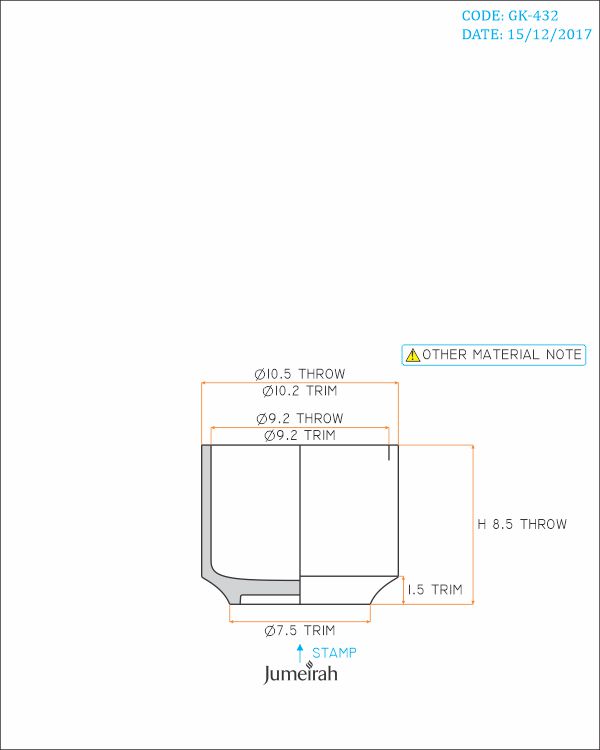 CODE: GK-432
DATE: 15/12/2017
OTHER MATERIAL NOTE
Ø10.5 THROW
Ø10.2 TRIM
Ø9.2 THROW
Ø9.2 TRIM
H 8.5 THROW
1.5 TRIM
Ø7.5 TRIM
STAMP
Jumeirah